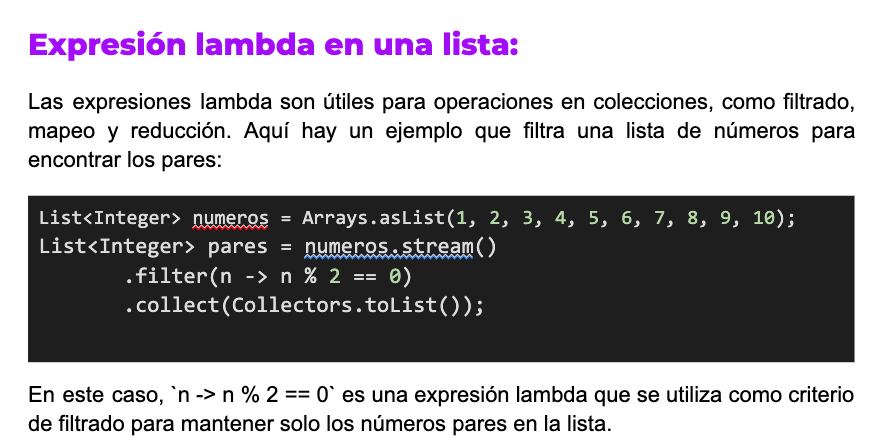 Expresión lambda en una lista:
Las expresiones lambda son útiles para operaciones en colecciones, como filtrado,
mapeo y reducción. Aquí hay un ejemplo que filtra una lista de números para
encontrar los pares:
List<Integer> numeros = Arrays.asList(1, 2, 3, 4, 5, 6, 7, 8, 9, 10);
List<Integer> pares = numeros.stream()
.filter(n -> n % 2 == 0)
.collect(Collectors.toList());
En este caso, `n -> n % 2 == 0` es una expresión lambda que se utiliza como criterio
de filtrado para mantener solo los números pares en la lista.